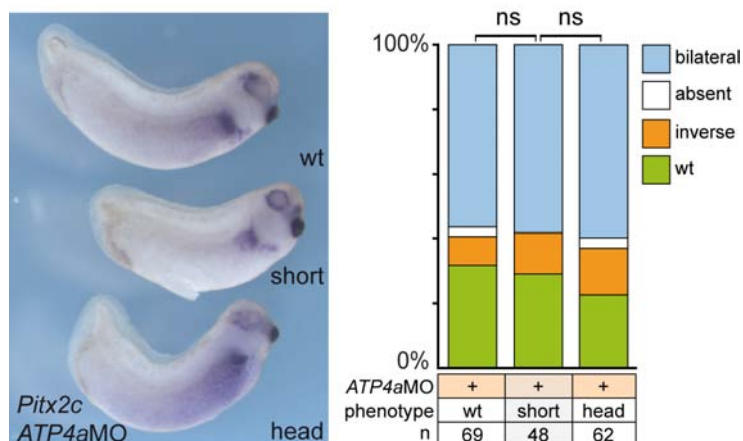 wt
short
Pitx2c
ATP4aMO
head
ns ns
100%
0%
bilateral
absent
inverse
wt
ATP4aMO + + +
phenotype wt short head
n 69 48 62